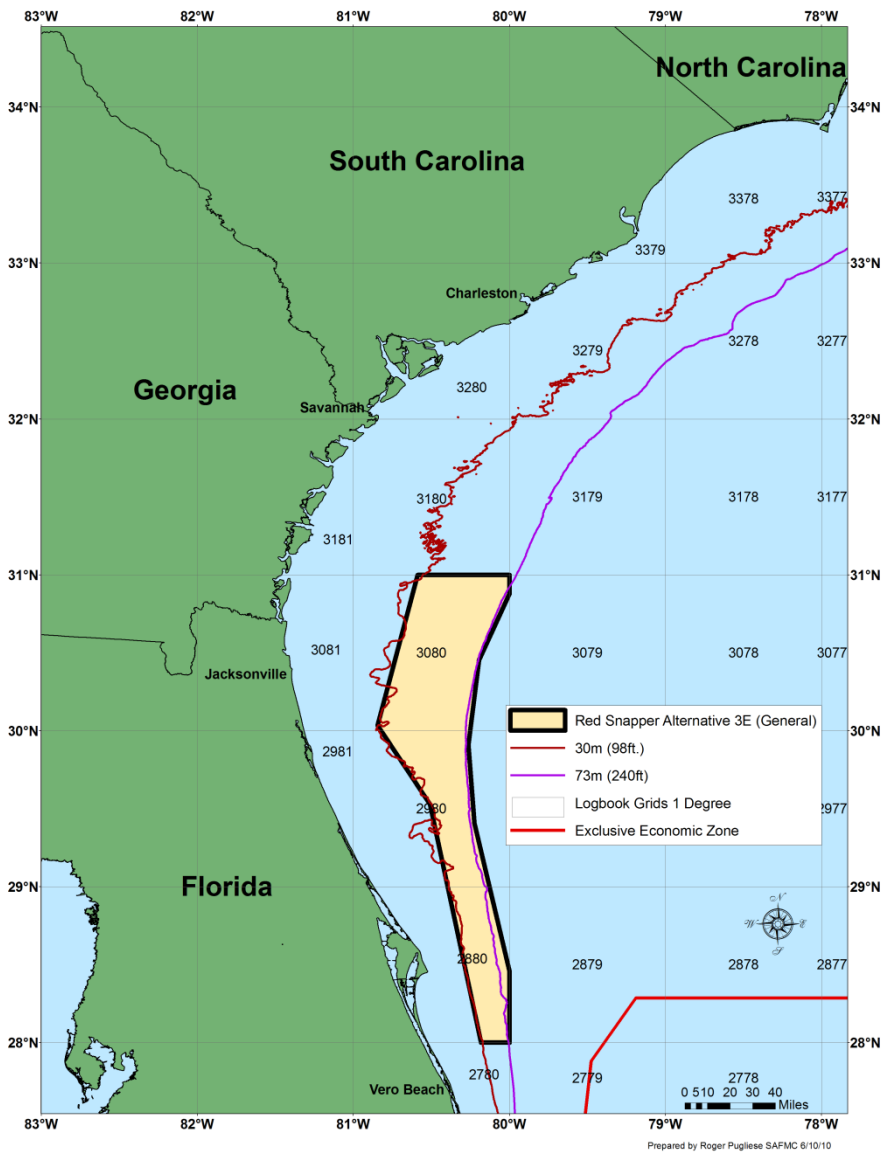 83°W 82°W 81°W 80°W 79°W 78°W
North Carolina
34°N 34°N
South Carolina
3378 3377
3379
33°N 33°N
Charleston
3278 3277
3279
Georgia
3280
Savannah
32°N 32°N
3180 3179 3178 3177
3181
31°N 31°N
3081 3080 3079 3078 3077
Jacksonville
Red Snapper Alternative 3E (General)
30°N 30°N
30m (98ft.)
2981
73m (240ft)
Logbook Grids 1 Degree
2980 2977
Exclusive Economic Zone
29°N 29°N
Florida
N
W E
S
2880 2879 2878 2877
28°N 28°N
2780 2779 2778
Vero Beach
0 5 10 20 30 40
Miles
83°W 82°W 81°W 80°W 79°W 78°W
Prepared by Roger Pugliese SAFMC 6/10/10